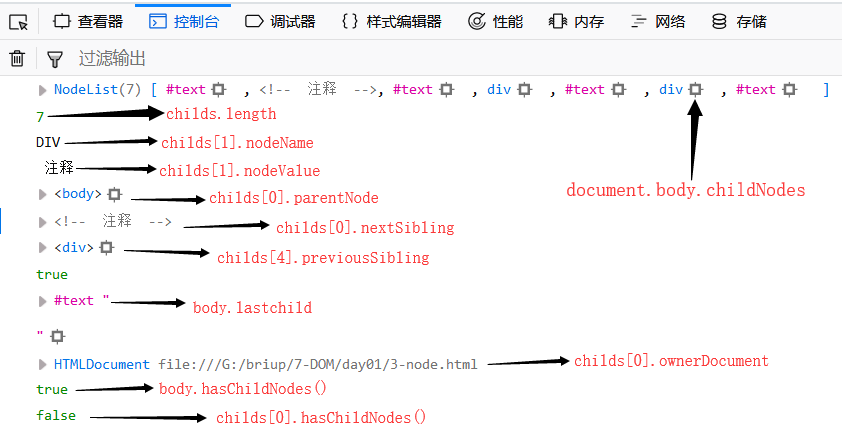 查看器 控制台 调试器 样式编辑器 性能 内存 网络 存储
过滤输出
NodeList(7) [ #text , <!-- 注释 -->, #text , div , #text , div , #text ]
7 childs.length
DIV childs[1].nodeName
注释 childs[1].nodeValue
document.body.childNodes
<body> childs[0].parentNode
<!-- 注释 --> childs[0].nextSibling
<div> childs[4].previousSibling
true
#text " body.lastchild
"
HTMLDocument file:///G:/briup/7-DOM/day01/3-node.html childs[0].ownerDocument
true body.hasChildNodes()
false childs[0].hasChildNodes()